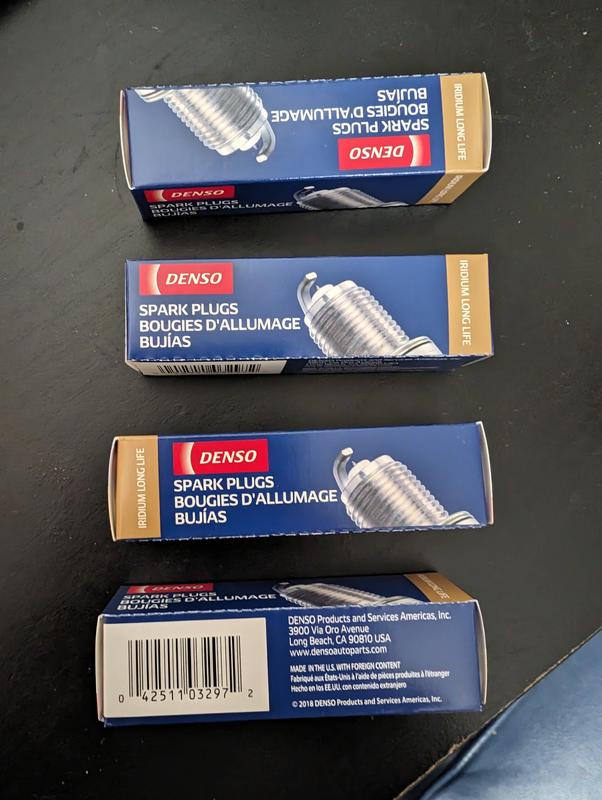 IRIDIUM LONG LIFE
DENSO
SPARK PLUGS
BOUGIES D'ALLUMAGE
BUJÍAS
DENSO
SPARK PLUGS
BOUGIES D'ALLUMAGE
BUJÍAS
DENSO
SPARK PLUGS
BOUGIES D'ALLUMAGE
BUJÍAS
IRIDIUM LONG LIFE
IRIDIUM LONG LIFE
DENSO
SPARK PLUGS
BOUGIES D'ALLUMAGE
BUJÍAS
DENSO
SPARK PLUGS
BOUGIES D'ALLUMAGE
BUJÍAS
IRIDIUM LONG LIFE
0 42511 03297 2
DENSO Products and Services Americas, Inc.
3900 Via Oro Avenue
Long Beach, CA 90810 USA
www.densoautoparts.com
MADE IN THE U.S. WITH FOREIGN CONTENT
Fabriqué aux États-Unis à l'aide de pièces produites à l'étranger
Hecho en los EE.UU. con contenido extranjero
© 2018 DENSO Products and Services Americas, Inc.